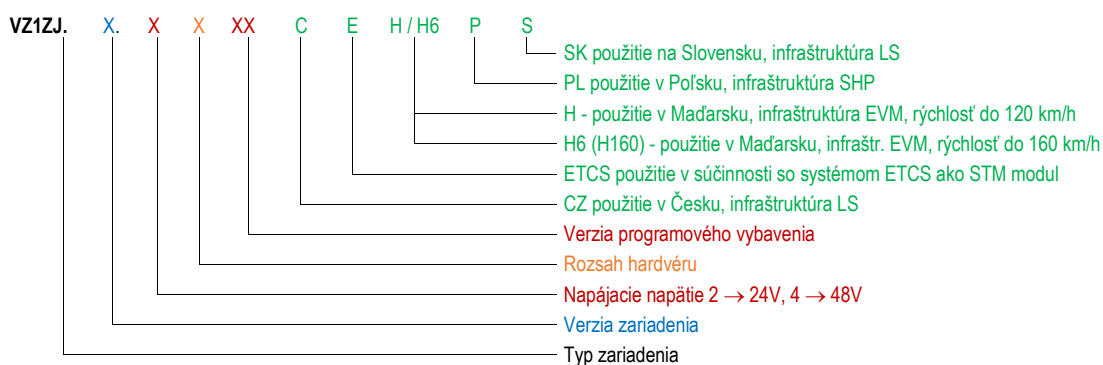 VZ1ZJ. X. X X XX C E H / H6 P S
SK použitie na Slovensku, infraštruktúra LS
PL použitie v Poľsku, infraštruktúra SHP
H - použitie v Maďarsku, infraštruktúra EVM, rýchlosť do 120 km/h
H6 (H160) - použitie v Maďarsku, infraštr. EVM, rýchlosť do 160 km/h
ETCS použitie v súčinnosti so systémom ETCS ako STM modul
CZ použitie v Česku, infraštruktúra LS
Verzia programového vybavenia
Rozsah hardvéru
Napájacie napätie 2 → 24V, 4 → 48V
Verzia zariadenia
Typ zariadenia